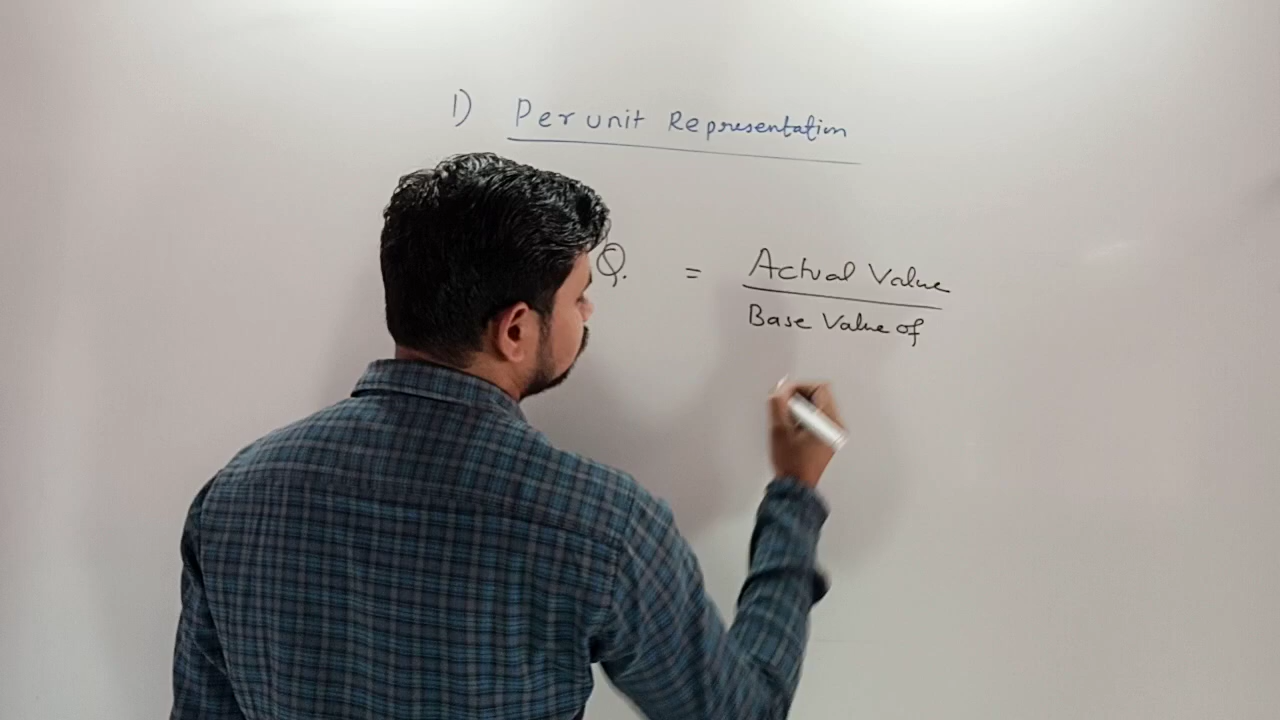 1) Per unit Representation
Q. = Actual Value
Base Value of